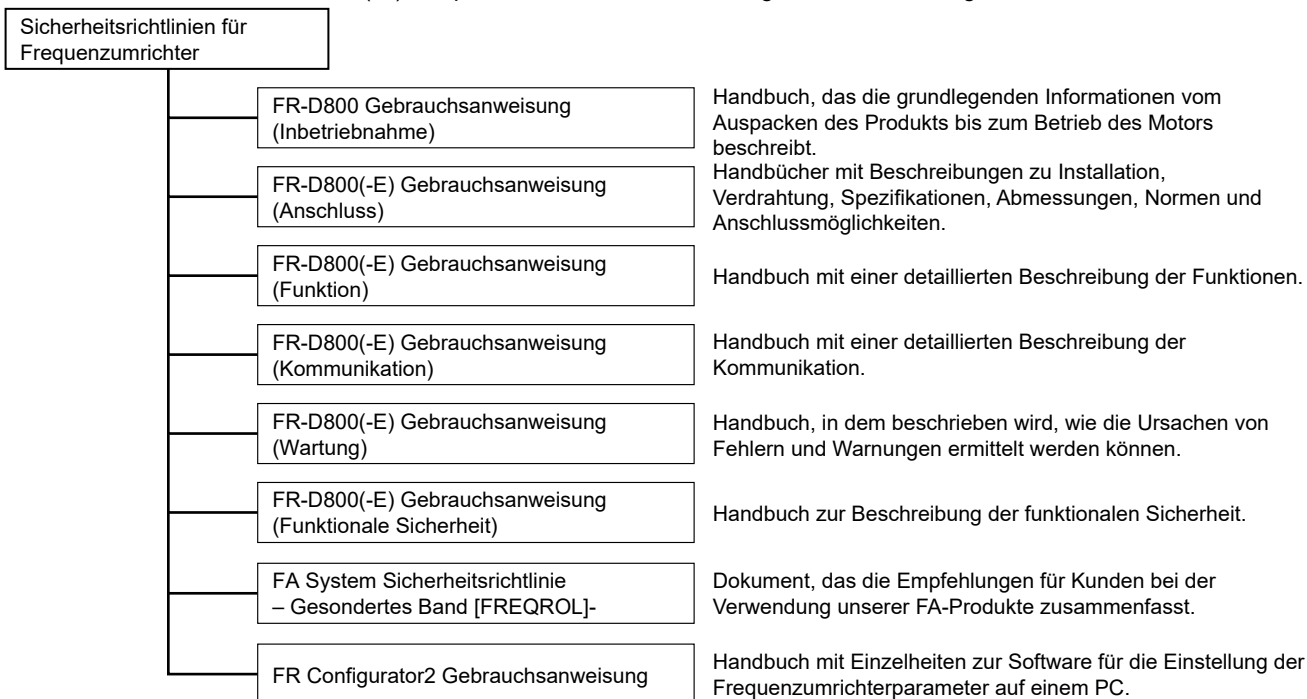 Sicherheitsrichtlinien für
Frequenzumrichter
FR-D800 Gebrauchsanweisung
(Inbetriebnahme)
Handbuch, das die grundlegenden Informationen vom
Auspacken des Produkts bis zum Betrieb des Motors
beschreibt.
FR-D800(-E) Gebrauchsanweisung
(Anschluss)
Handbücher mit Beschreibungen zu Installation,
Verdrahtung, Spezifikationen, Abmessungen, Normen und
Anschlussmöglichkeiten.
FR-D800(-E) Gebrauchsanweisung
(Funktion)
Handbuch mit einer detaillierten Beschreibung der Funktionen.
FR-D800(-E) Gebrauchsanweisung
(Kommunikation)
Handbuch mit einer detaillierten Beschreibung der
Kommunikation.
FR-D800(-E) Gebrauchsanweisung
(Wartung)
Handbuch, in dem beschrieben wird, wie die Ursachen von
Fehlern und Warnungen ermittelt werden können.
FR-D800(-E) Gebrauchsanweisung
(Funktionale Sicherheit)
Handbuch zur Beschreibung der funktionalen Sicherheit.
FA System Sicherheitsrichtlinie
– Gesondertes Band [FREQROL]-
Dokument, das die Empfehlungen für Kunden bei der
Verwendung unserer FA-Produkte zusammenfasst.
FR Configurator2 Gebrauchsanweisung
Handbuch mit Einzelheiten zur Software für die Einstellung der
Frequenzumrichterparameter auf einem PC.